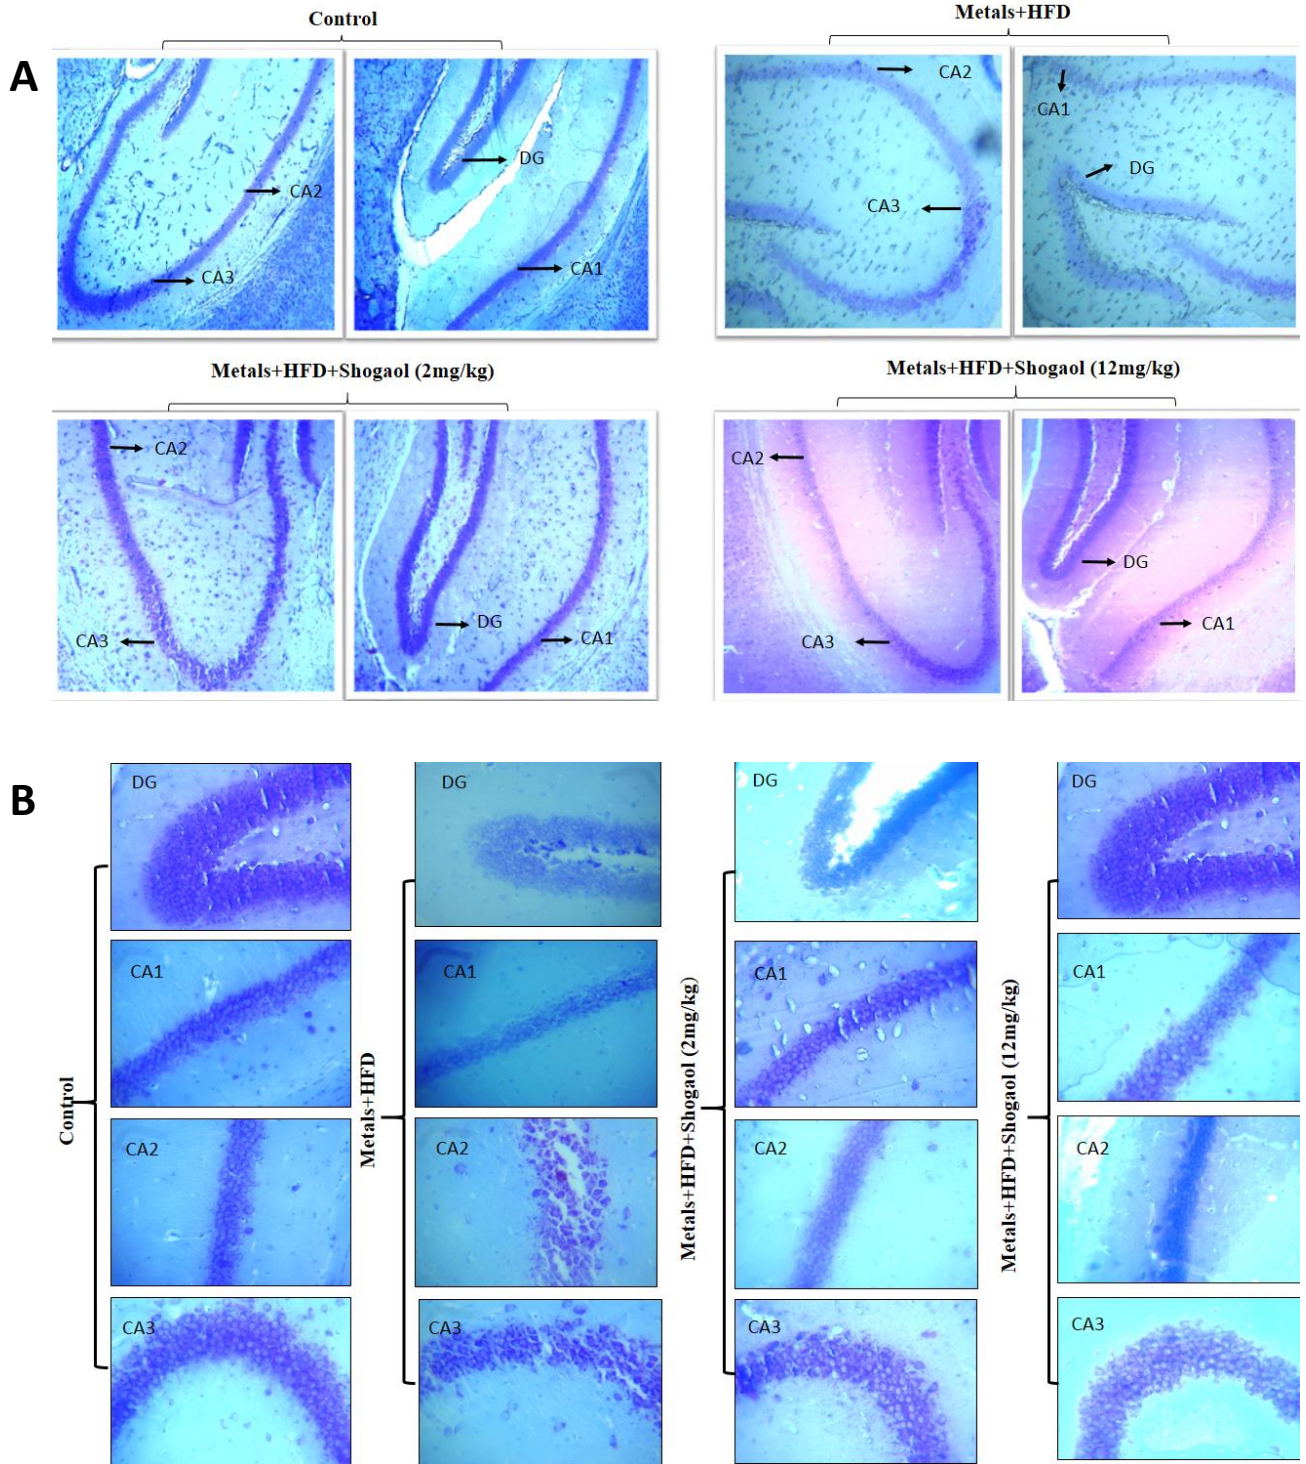 Control
Metals+HFD
A
CA2
CA3
DG
CA1
CA2
CA3
CA1
DG
Metals+HFD+Shogaol (2mg/kg)
Metals+HFD+Shogaol (12mg/kg)
CA2
CA3
DG
CA1
CA2
CA3
DG
CA1
B
Control
DG
CA1
CA2
CA3
Metals+HFD
DG
CA1
CA2
CA3
Metals+HFD+Shogaol (2mg/kg)
DG
CA1
CA2
CA3
Metals+HFD+Shogaol (12mg/kg)
DG
CA1
CA2
CA3